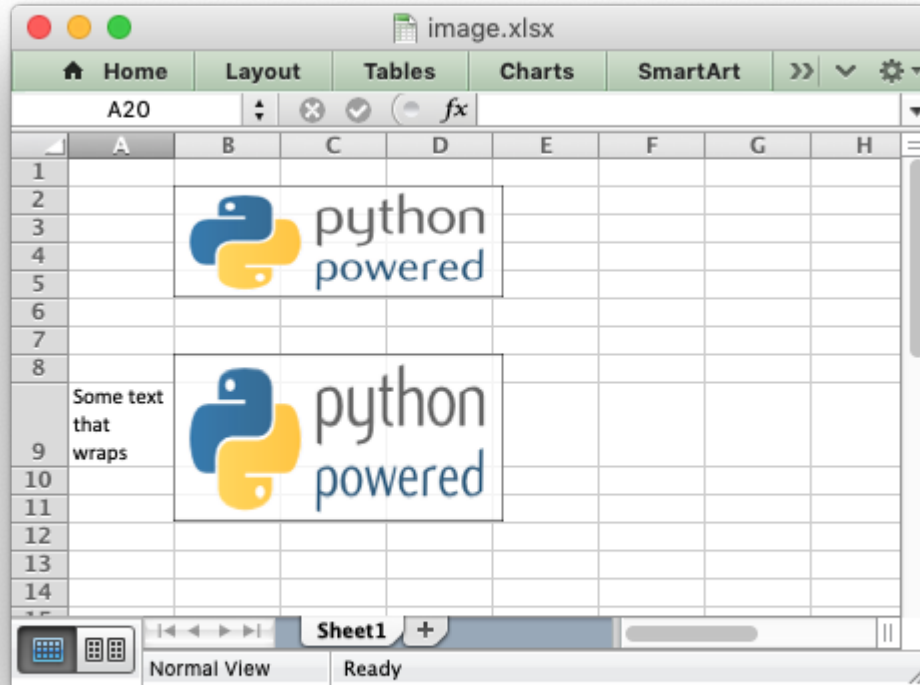 image.xlsx
Home Layout Tables Charts SmartArt
A20 fx
A B C D E F G H
1
2
3
4
5
6
7
8
9
10
11
12
13
14
python
powered
Some text
that
wraps
python
powered
Sheet1 +
Normal View Ready